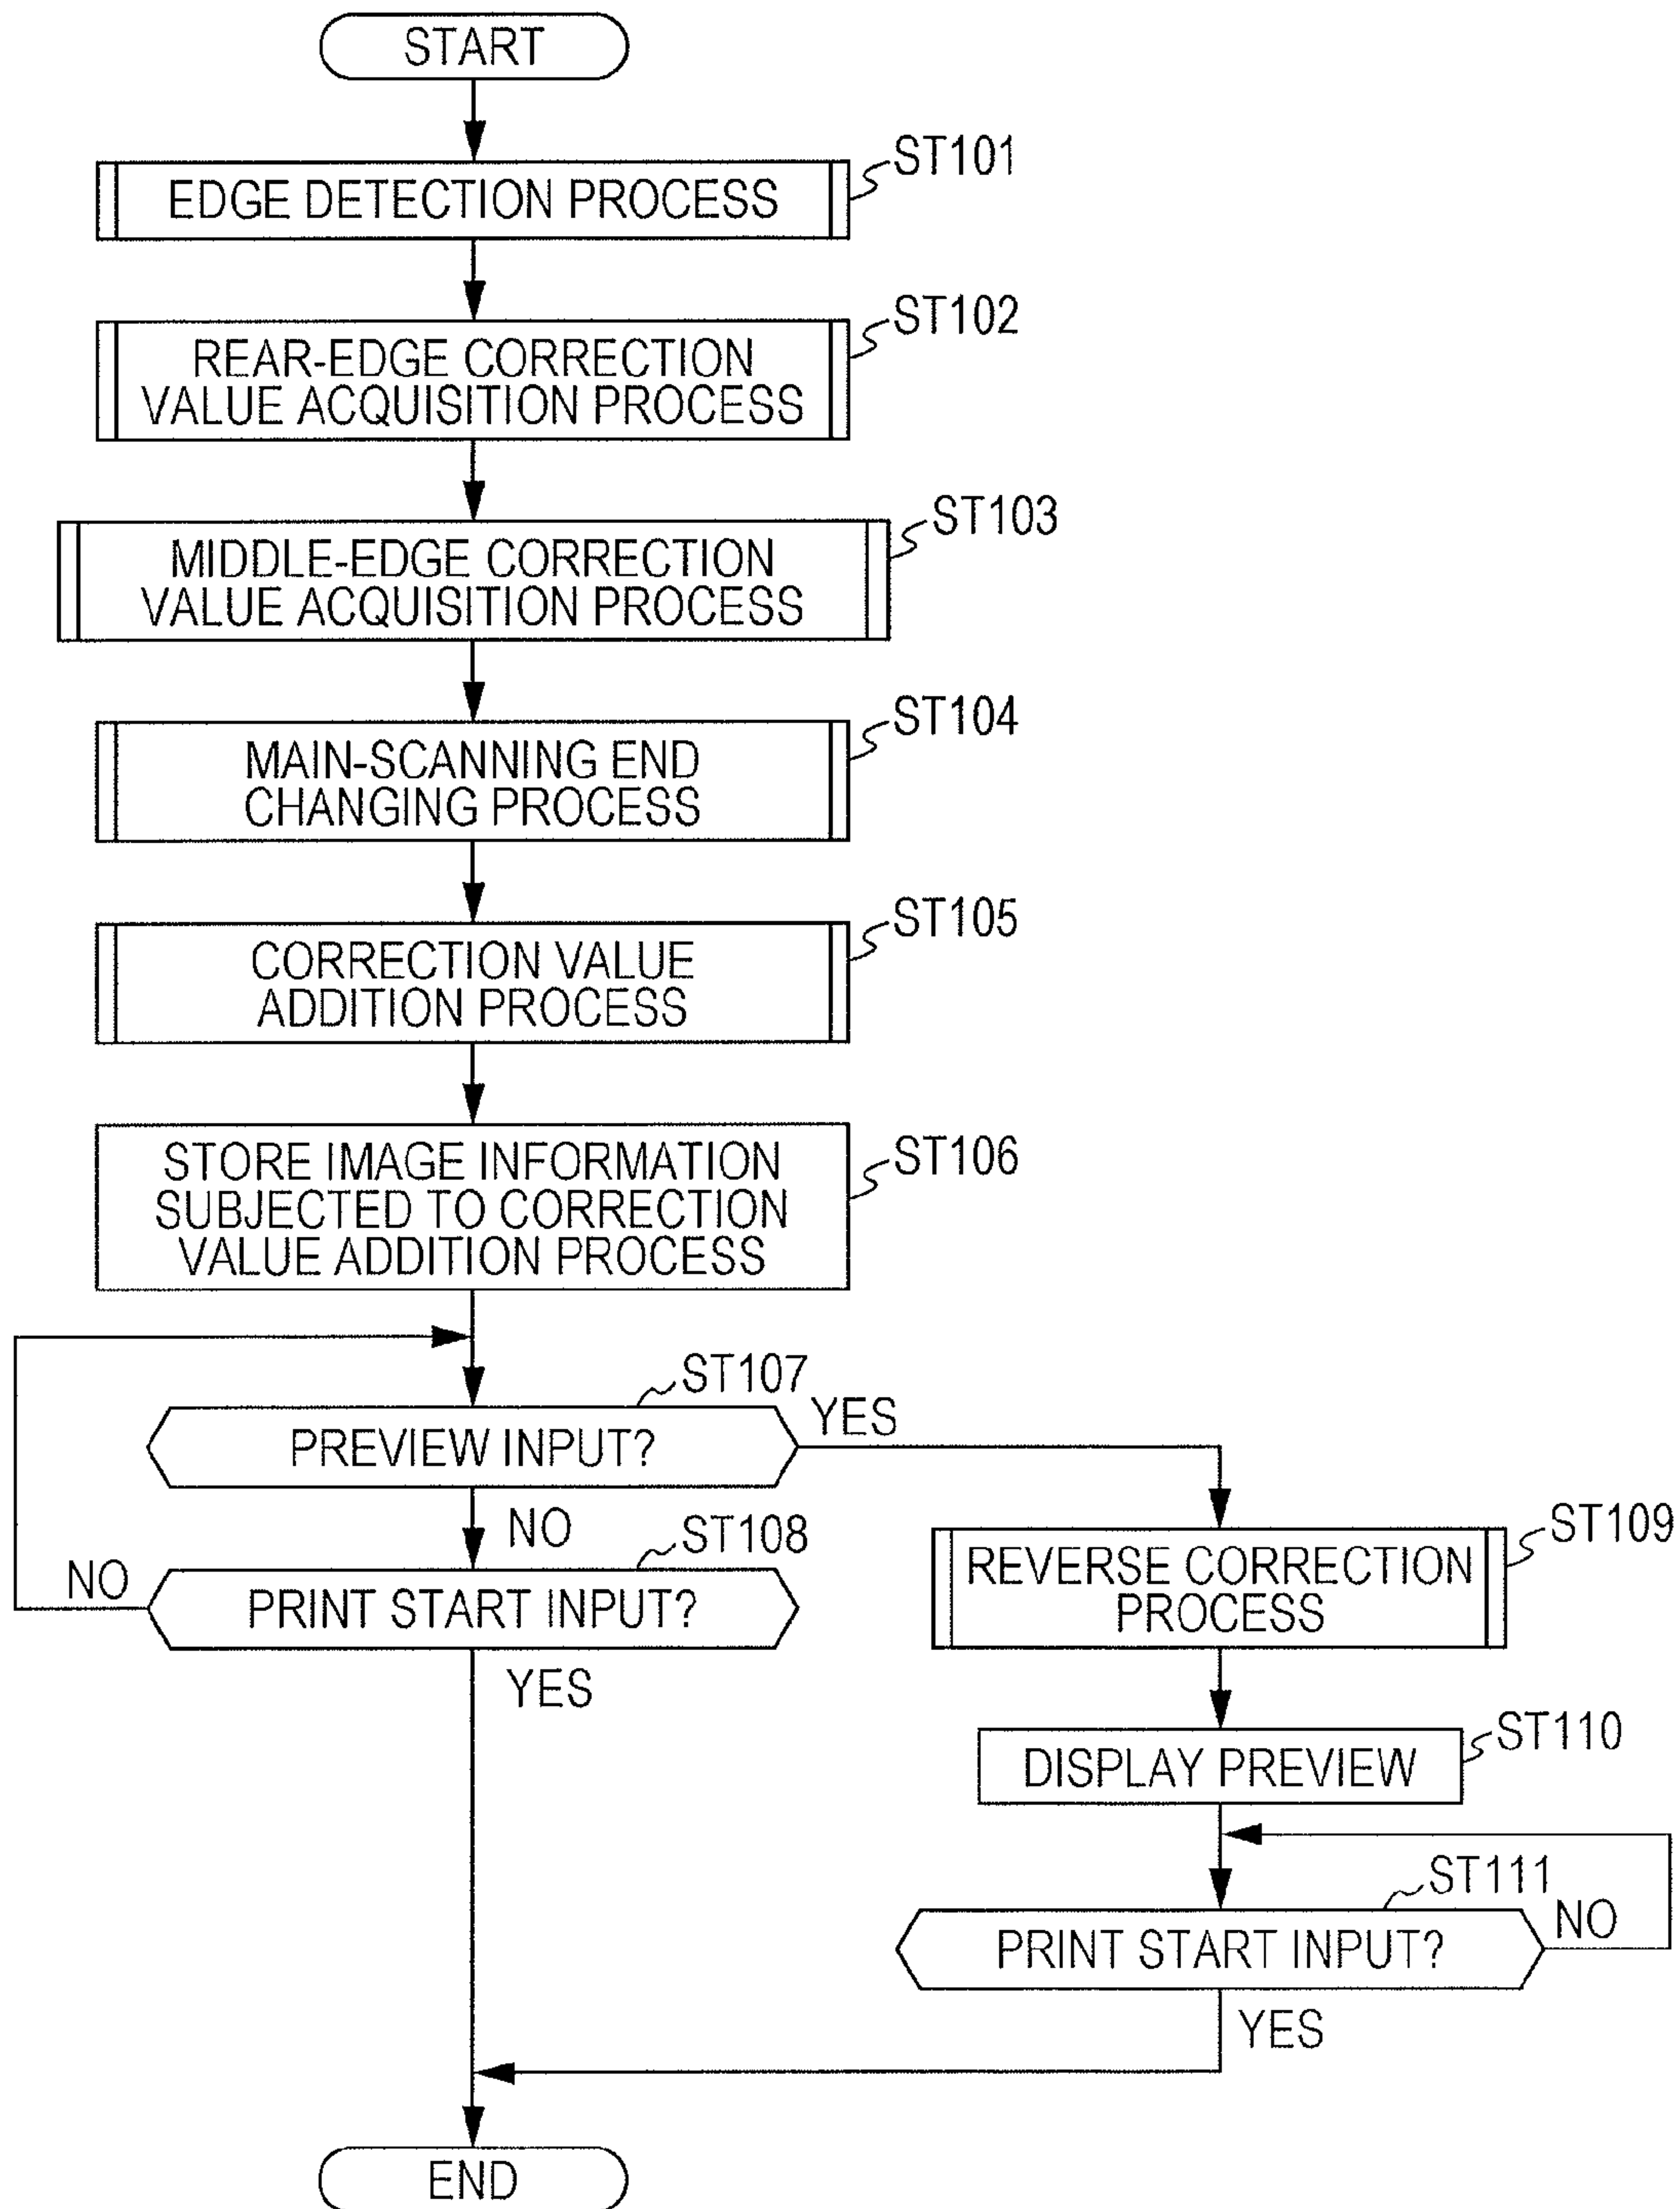 START
ST101
EDGE DETECTION PROCESS
ST102
REAR-EDGE CORRECTION
VALUE ACQUISITION PROCESS
ST103
MIDDLE-EDGE CORRECTION
VALUE ACQUISITION PROCESS
ST104
MAIN-SCANNING END
CHANGING PROCESS
ST105
CORRECTION VALUE
ADDITION PROCESS
ST106
STORE IMAGE INFORMATION
SUBJECTED TO CORRECTION
VALUE ADDITION PROCESS
ST107
PREVIEW INPUT?
YES
NO
ST108
PRINT START INPUT?
NO
YES
ST109
REVERSE CORRECTION
PROCESS
ST110
DISPLAY PREVIEW
ST111
PRINT START INPUT?
NO
YES
END